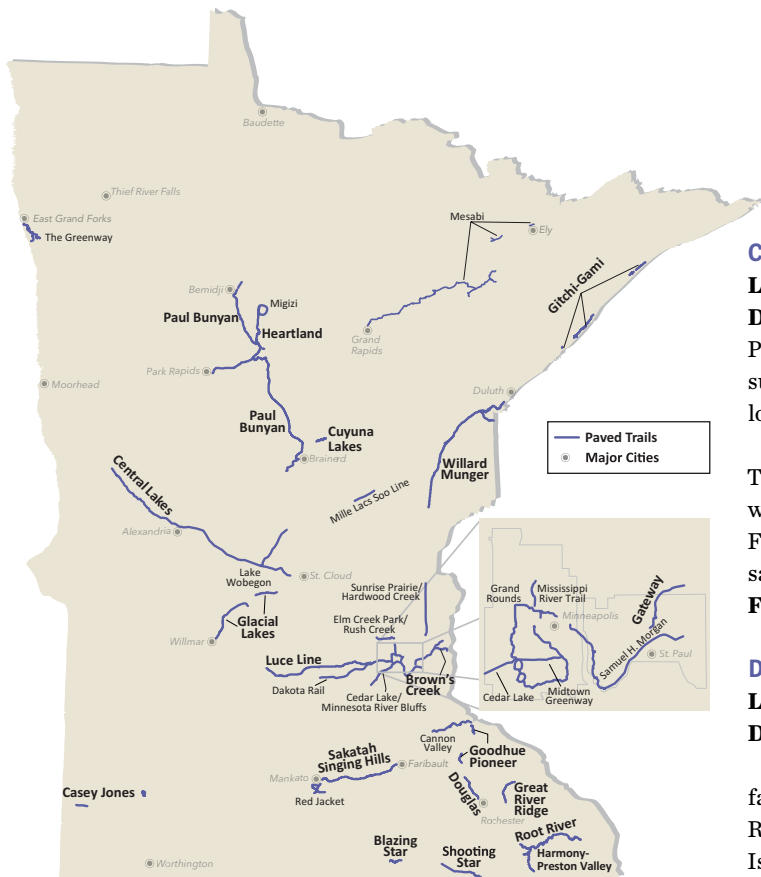 Baudette
Thief River Falls
East Grand Forks
The Greenway
Mesabi
Ely
Gitchi-Gami
Bemidji
Migizi
Paul Bunyan
Heartland
Grand
Rapids
Park Rapids
Moorhead
Duluth
Paul
Bunyan
Cuyuna
Lakes
Brainerd
Paved Trails
Major Cities
Central Lakes
Willard
Munger
Mille Lacs Soo Line
Alexandria
Lake
Wobegon
St. Cloud
Sunrise Prairie/
Hardwood Creek
Grand
Rounds
Mississippi
River Trail
Minneapolis
Gateway
Elm Creek Park/
Rush Creek
Glacial
Lakes
Willmar
Samuel H. Morgan
St. Paul
Luce Line
Brown's
Creek
Dakota Rail
Cedar Lake/
Minnesota River Bluffs
Cedar Lake
Midtown
Greenway
Cannon
Valley
Goodhue
Pioneer
Sakatah
Singing Hills
Faribault
Mankato
Red Jacket
Douglas
Great
River
Ridge
Rochester
Casey Jones
Root River
Blazing
Star
Shooting
Star
Harmony-
Preston Valley
Worthington
C
L
D
P
su
lo
T
w
F
sa
F
D
L
D
fa
R
Is